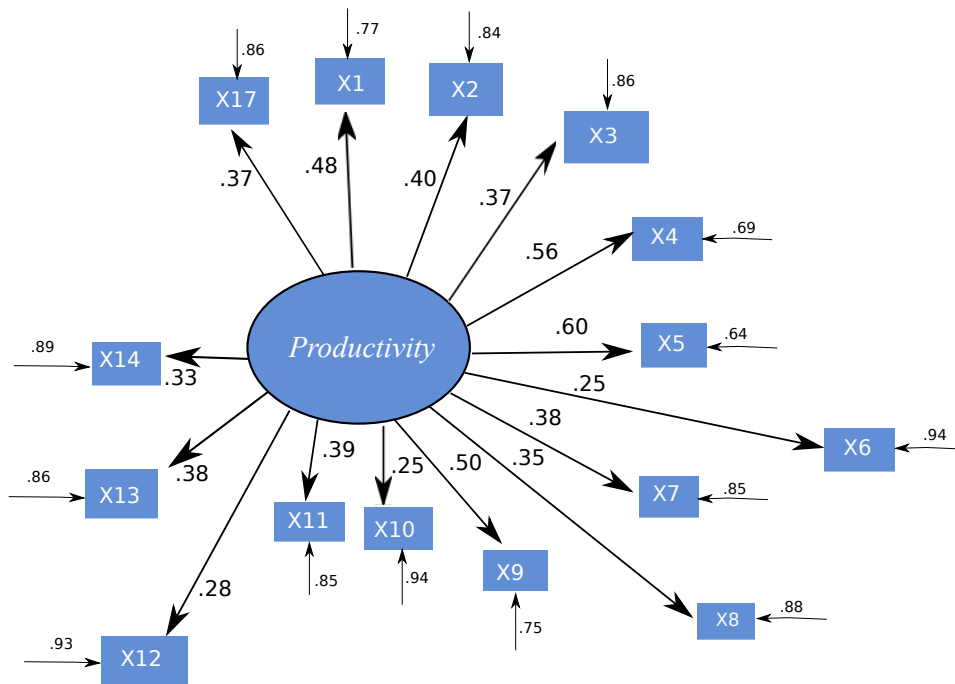 .77
.84
.86
.86
X1
X2
X17
X3
.48
.40
.37
.37
X4
.69
.56
Productivity
.60
X5
.64
.89
X14
.33
.25
.38
X6
.94
.86
X13
.38
.39
.25
.50
.35
X7
.85
X11
X10
X9
.85
.94
.28
X8
.88
.75
.93
X12